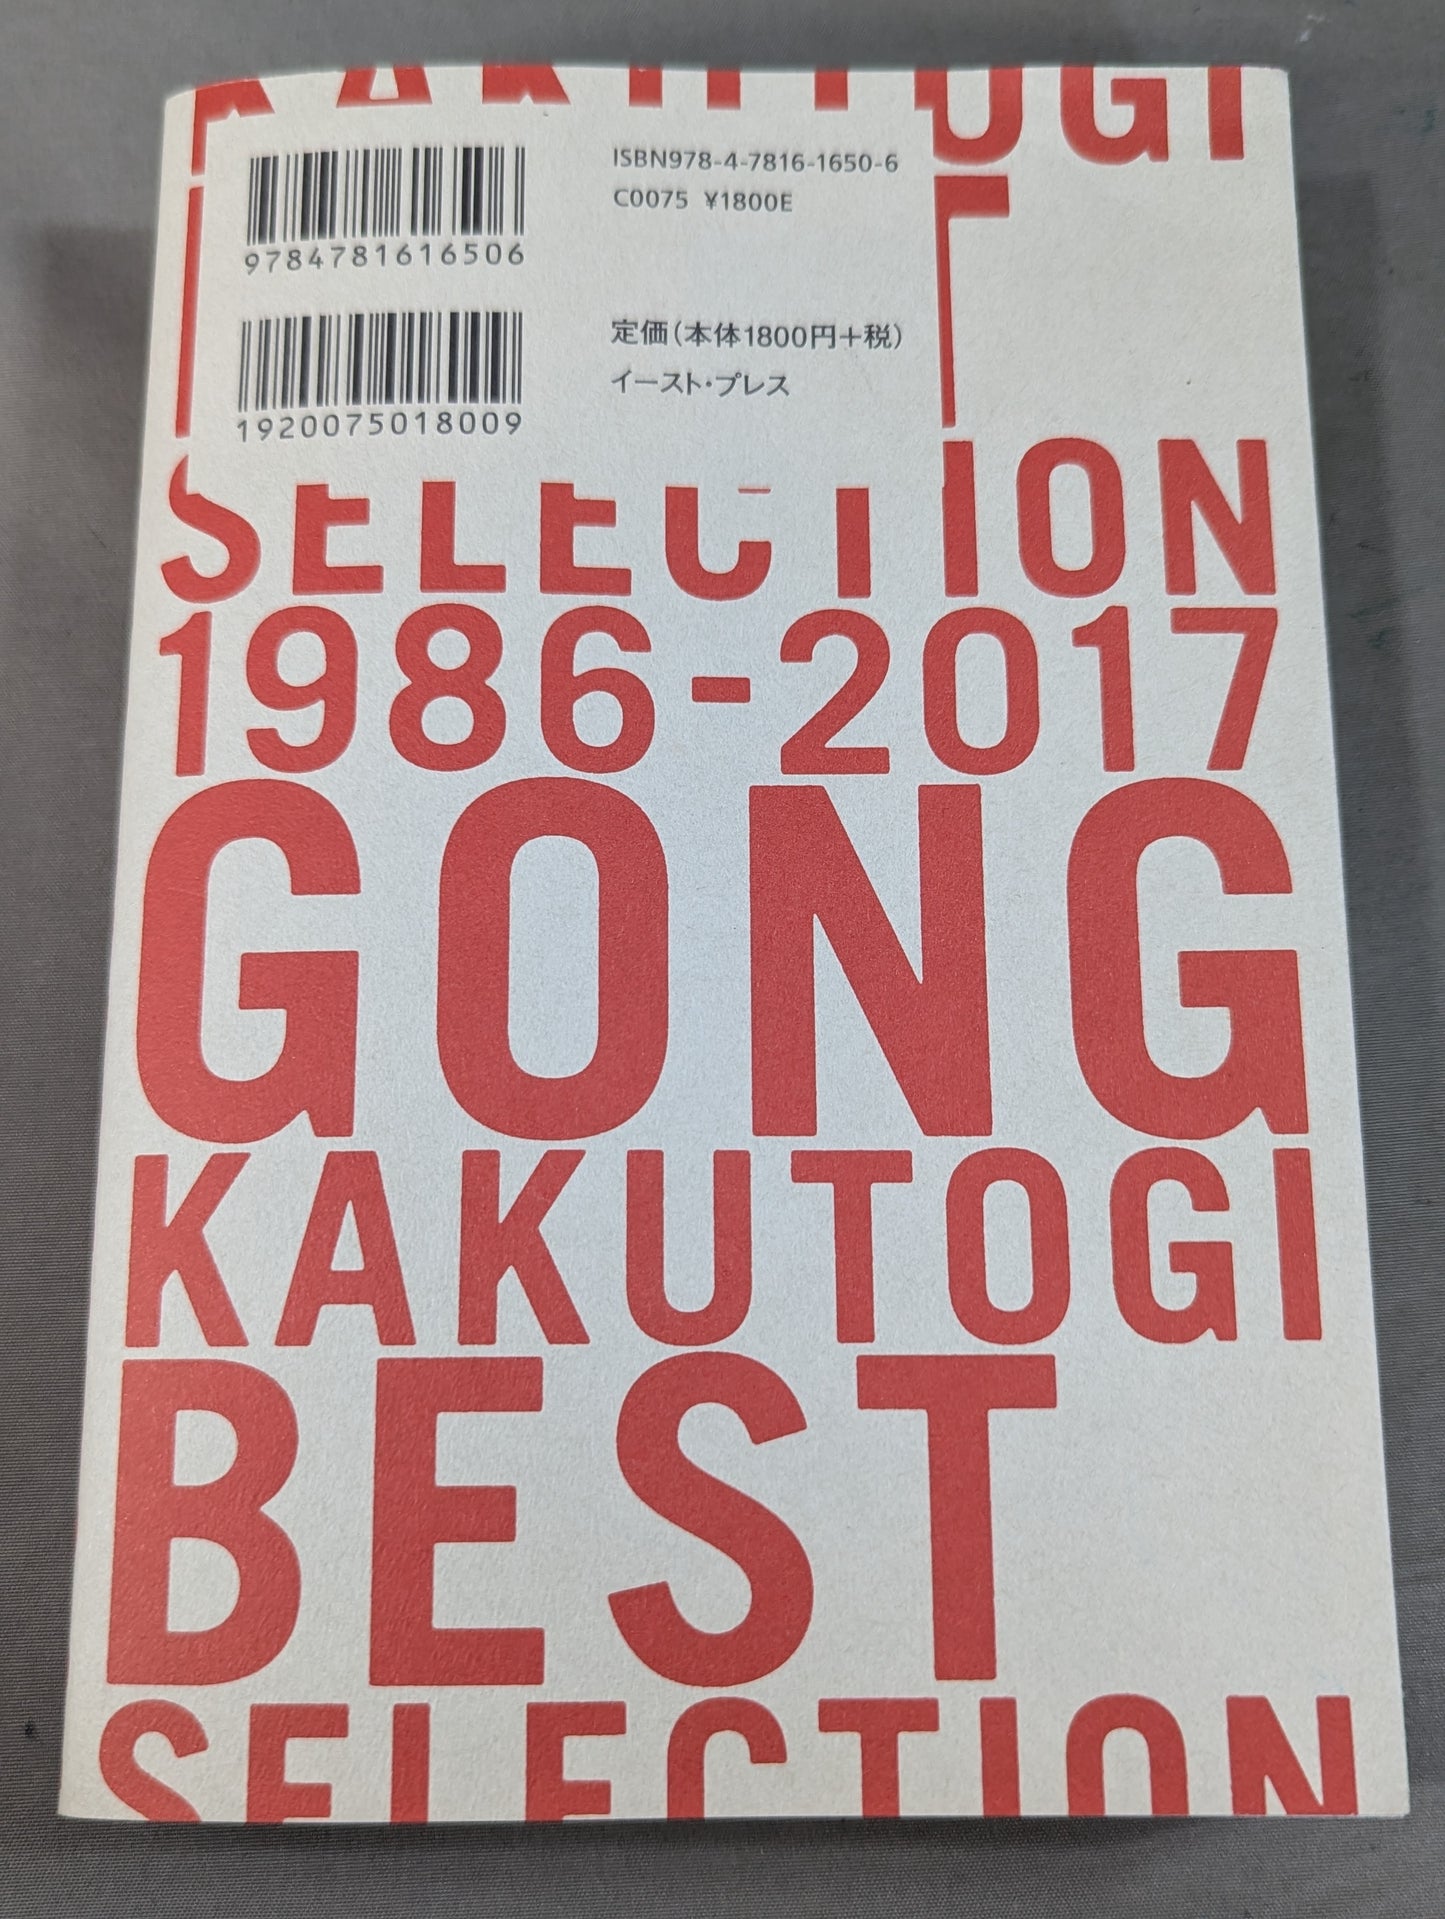 KAKUTOGI
ISBN978-4-7816-1650-6
C0075 ¥1800E
9784781616506
定価(本体1800円+税)
イースト・プレス
1920075018009
SELECTION
1986-2017
GONG
KAKUTOGI
BEST
SELECTION